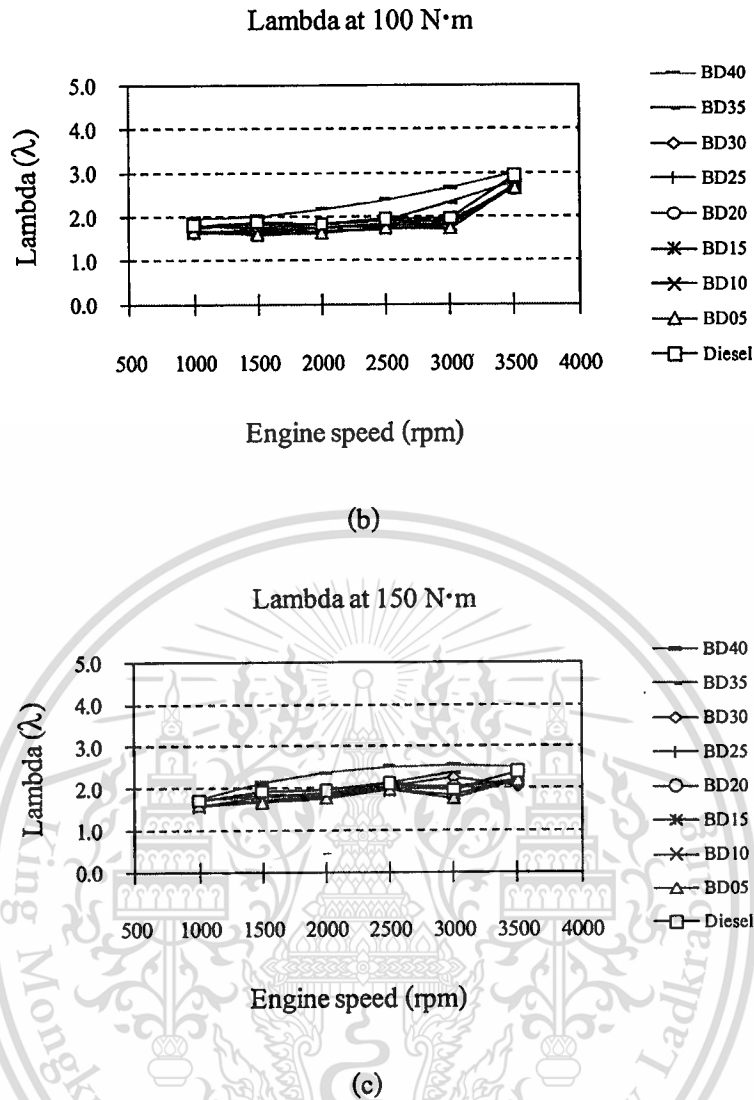 Lambda at 100 N·m
5.0
4.0
3.0
2.0
1.0
0.0
Lambda (λ)
500 1000 1500 2000 2500 3000 3500 4000
Engine speed (rpm)
BD40
BD35
BD30
BD25
BD20
BD15
BD10
BD05
Diesel
(b)
Lambda at 150 N·m
5.0
4.0
3.0
2.0
1.0
0.0
Lambda (λ)
500 1000 1500 2000 2500 3000 3500 4000
Engine speed (rpm)
BD40
BD35
BD30
BD25
BD20
BD15
BD10
BD05
Diesel
(c)
King Mongkut
Ladkrabang